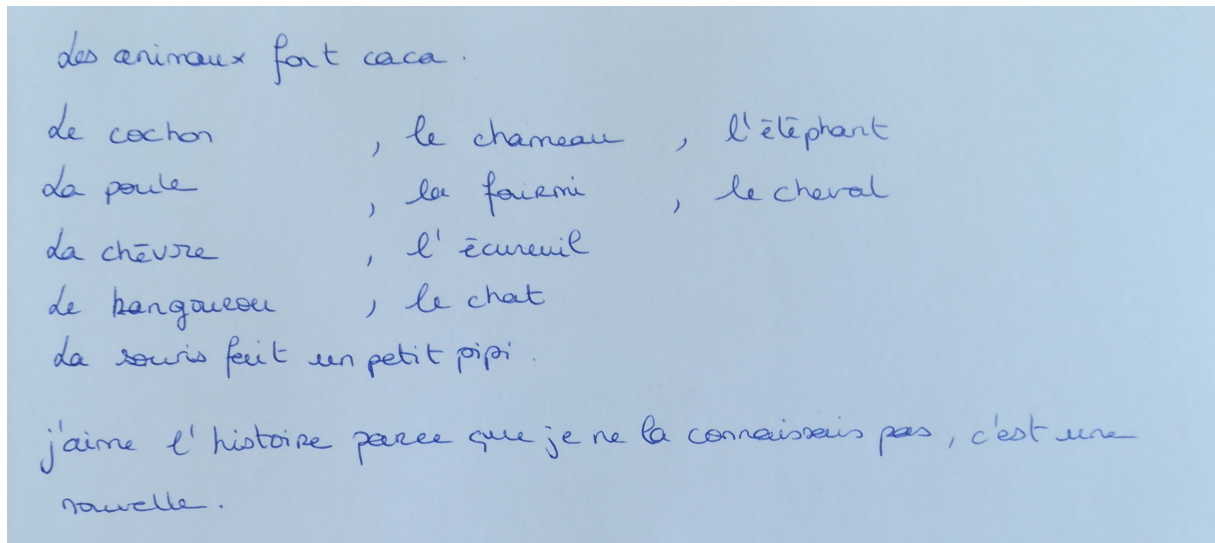 Les animaux font caca.
Le cochon , le chameau , l'éléphant
La poule , la fourmi , le cheval
La chèvre , l'écureuil
Le kangourou , le chat
La souris fait un petit pipi.
j'aime l'histoire parce que je ne la connaissais pas, c'est une
nouvelle.